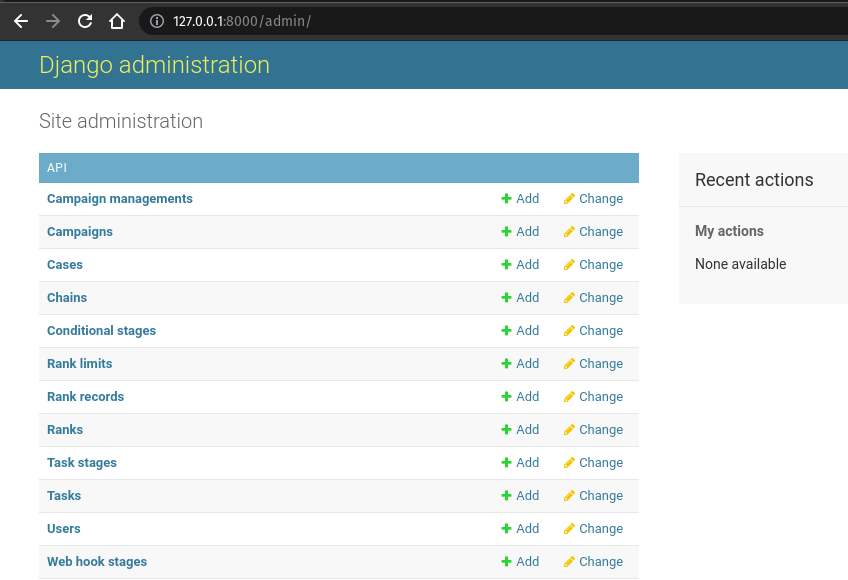 127.0.0.1:8000/admin/
Django administration
Site administration
API
Campaign managements Add Change
Campaigns Add Change
Cases Add Change
Chains Add Change
Conditional stages Add Change
Rank limits Add Change
Rank records Add Change
Ranks Add Change
Task stages Add Change
Tasks Add Change
Users Add Change
Web hook stages Add Change
Recent actions
My actions
None available